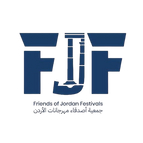 FJF
Friends of Jordan Festivals
جمعية أصدقاء مهرجانات الأردن